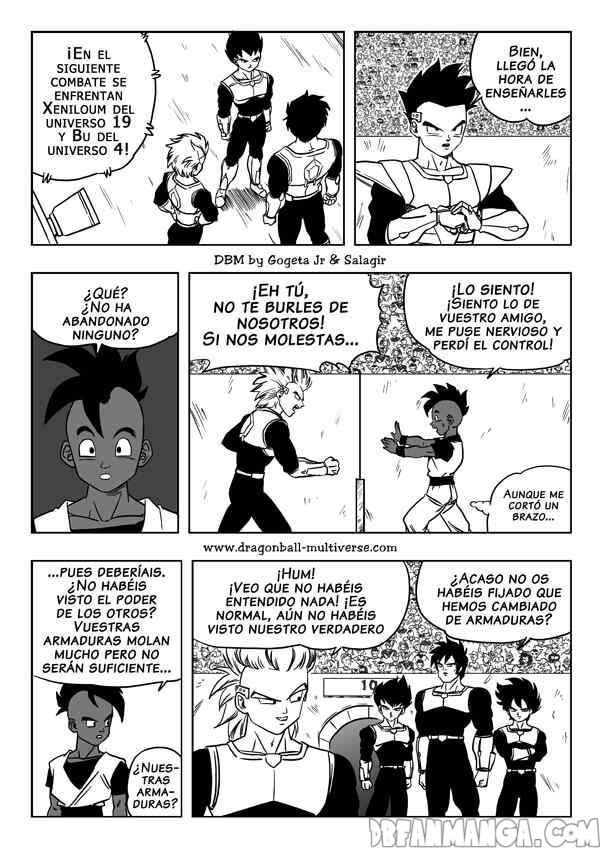 ¡EN EL
SIGUIENTE
COMBATE SE
ENFRENTAN
XENILOUM DEL
UNIVERSO 19
Y BU DEL
UNIVERSO 4!
BIEN,
LLEGÓ LA
HORA DE
ENSEÑARLES
...
DBM by Gogeta Jr & Salagir
¿QUÉ?
¿NO HA
ABANDONADO
NINGUNO?
¡EH TÚ,
NO TE BURLES DE
NOSOTROS!
SI NOS MOLESTAS...
¡LO SIENTO!
¡SIENTO LO DE
VUESTRO AMIGO,
ME PUSE NERVIOSO Y
PERDÍ EL CONTROL!
AUNQUE ME
CORTÓ UN
BRAZO...
www.dragonball-multiverse.com
...PUES DEBERÍAIS.
¿NO HABÉIS
VISTO EL PODER
DE LOS OTROS?
VUESTRAS
ARMADURAS MOLAN
MUCHO PERO NO
SERÁN SUFICIENTE...
¿NUES-
TRAS
ARMA-
DURAS?
¡HUM!
¡VEO QUE NO HABÉIS
ENTENDIDO NADA! ¡ES
NORMAL, AÚN NO HABÉIS
VISTO NUESTRO VERDADERO
¿ACASO NO OS
HABÉIS FIJADO QUE
HEMOS CAMBIADO
DE ARMADURAS?
10
DBFANMANGA.COM